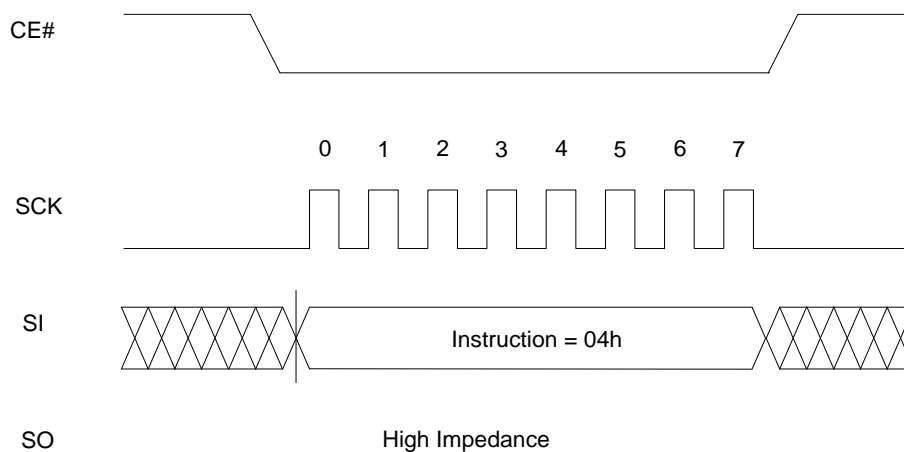 CE#
0 1 2 3 4 5 6 7
SCK
SI
Instruction = 04h
SO
High Impedance